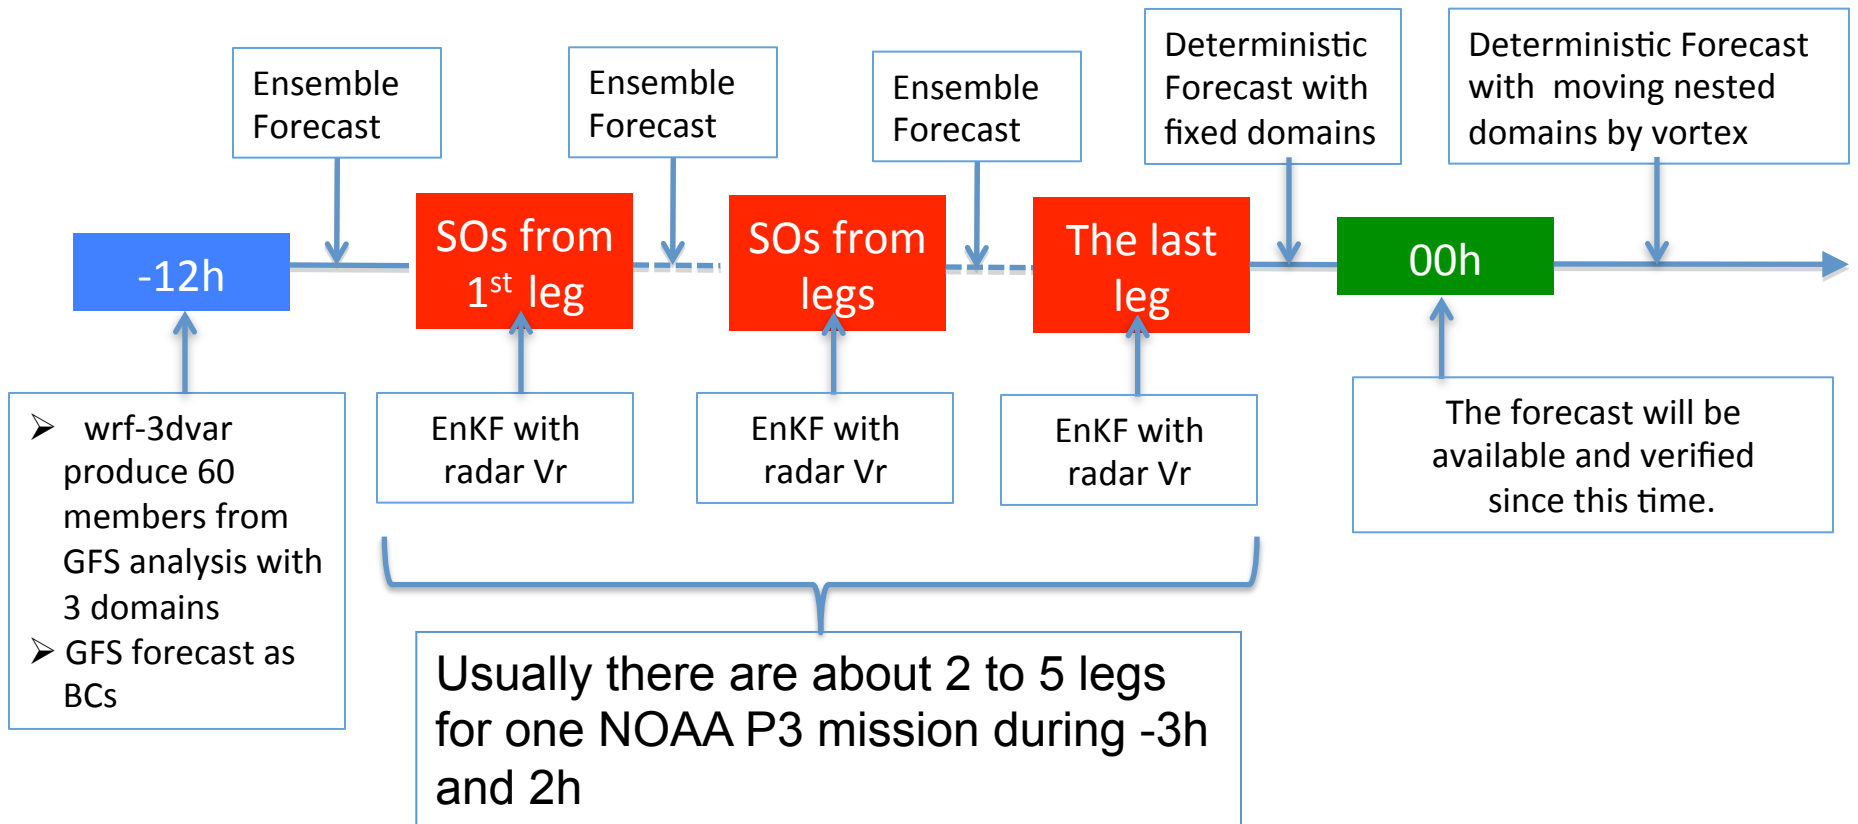 Ensemble
Forecast
Ensemble
Forecast
Ensemble
Forecast
Deterministic
Forecast with
fixed domains
Deterministic Forecast
with moving nested
domains by vortex
-12h
SOs from
1st leg
SOs from
legs
The last
leg
00h
➢ wrf-3dvar
produce 60
members from
GFS analysis with
3 domains
➢ GFS forecast as
BCs
EnKF with
radar Vr
EnKF with
radar Vr
EnKF with
radar Vr
The forecast will be
available and verified
since this time.
Usually there are about 2 to 5 legs
for one NOAA P3 mission during -3h
and 2h